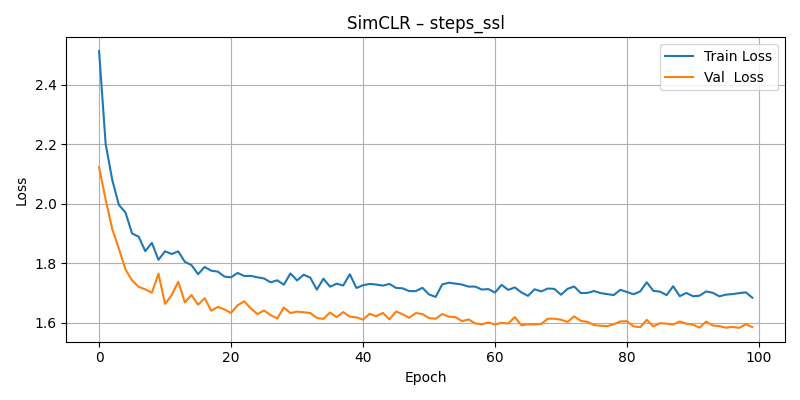 SimCLR – steps_ssl
Train Loss
Val  Loss
Loss
2.4
2.2
2.0
1.8
1.6
0 20 40 60 80 100
Epoch